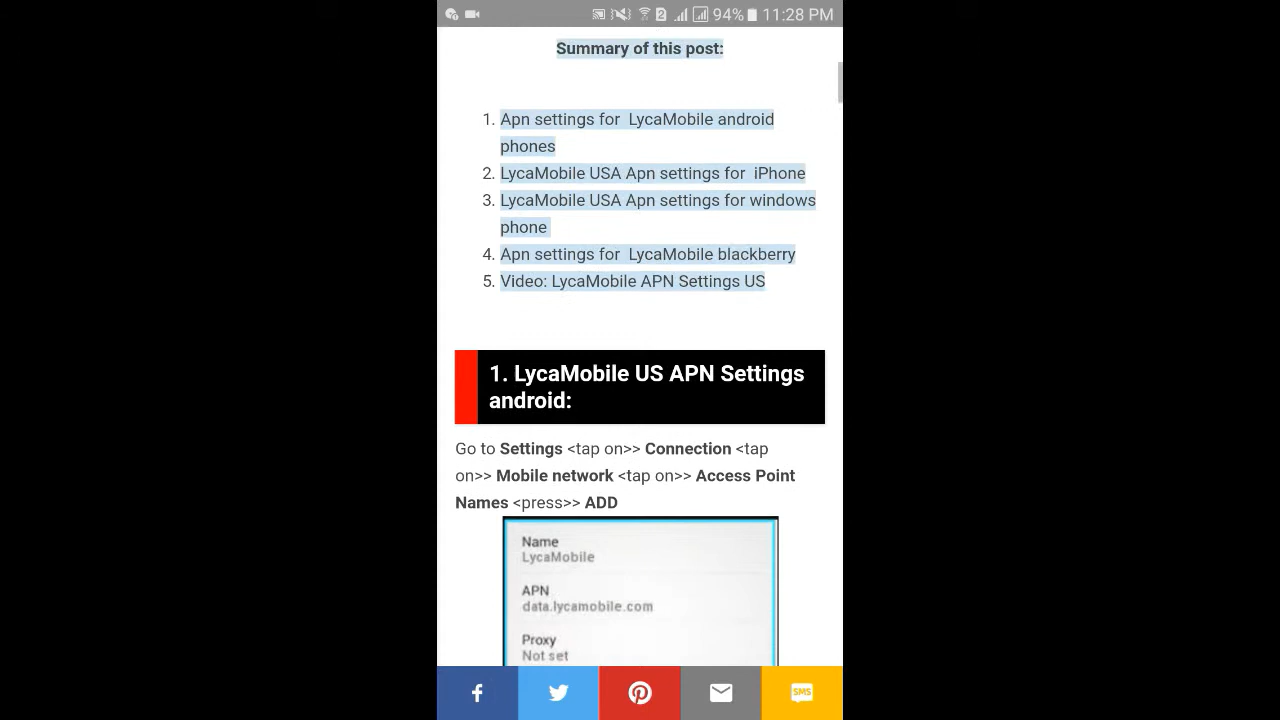 94% 11:28 PM
Summary of this post:
1. Apn settings for LycaMobile android
phones
2. LycaMobile USA Apn settings for iPhone
3. LycaMobile USA Apn settings for windows
phone
4. Apn settings for LycaMobile blackberry
5. Video: LycaMobile APN Settings US
1. LycaMobile US APN Settings
android:
Go to Settings <tap on>> Connection <tap
on>> Mobile network <tap on>> Access Point
Names <press>> ADD
Name
LycaMobile
APN
data.lycamobile.com
Proxy
Not set
SMS